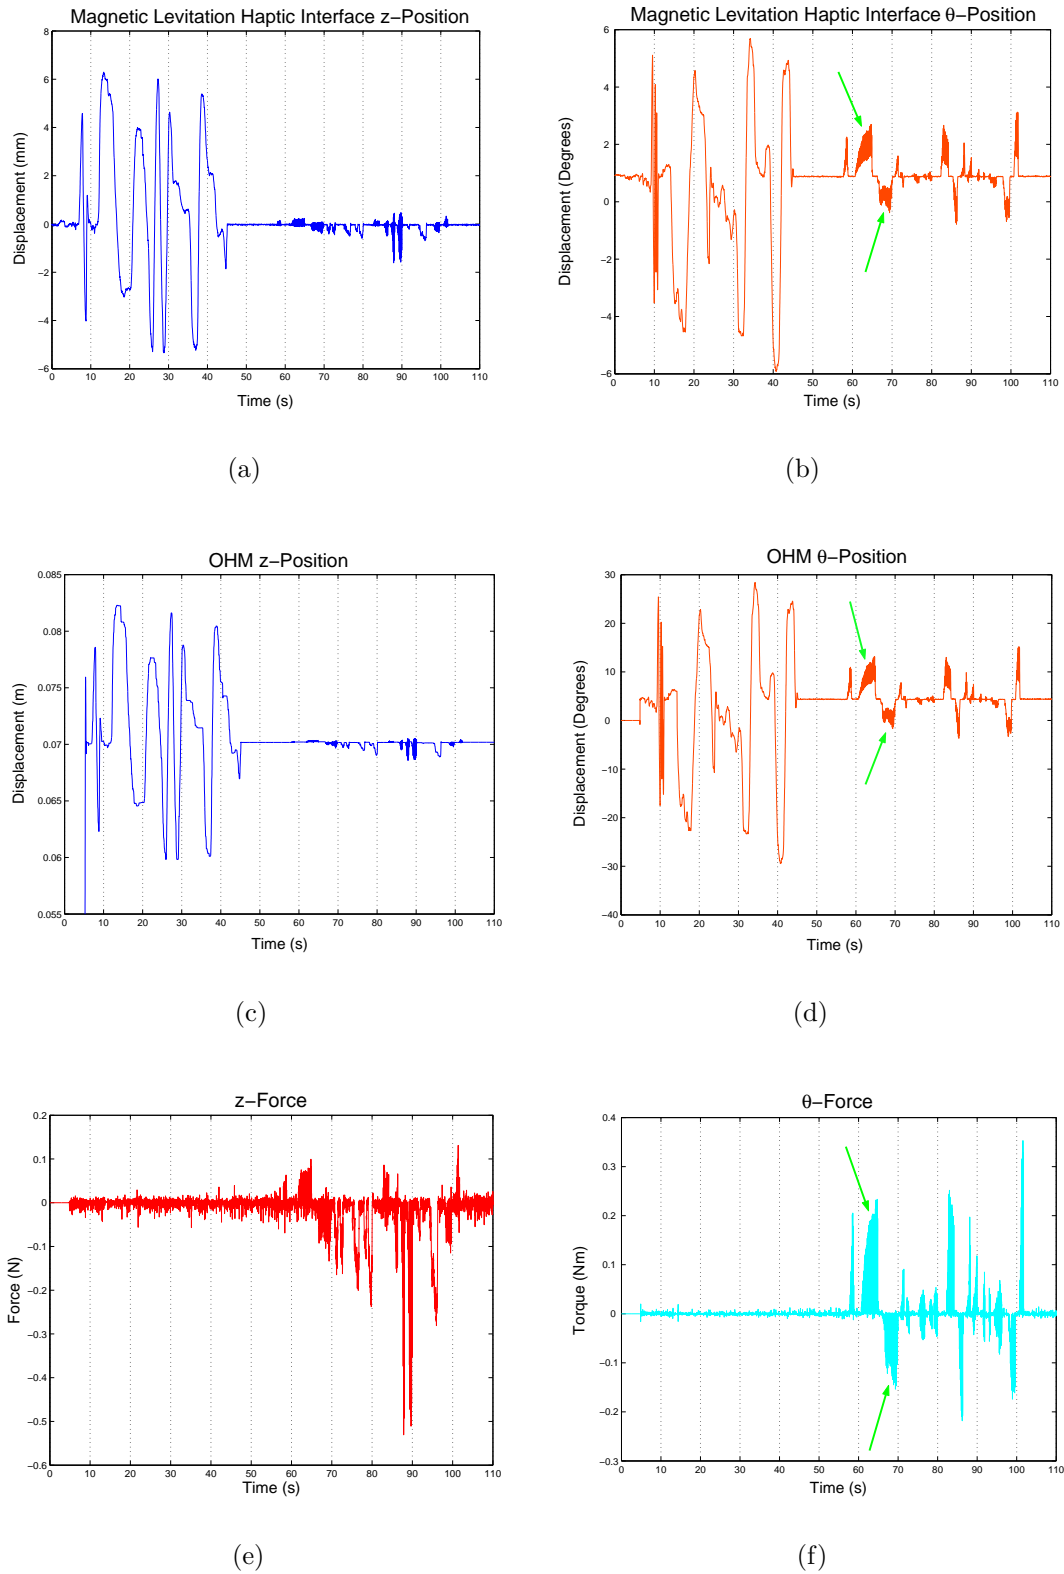 Magnetic Levitation Haptic Interface z−Position
8
6
4
2
0
−2
−4
−6
Displacement (mm)
0 10 20 30 40 50 60 70 80 90 100 110
Time (s)
(a)
Magnetic Levitation Haptic Interface θ−Position
6
4
2
0
−2
−4
−6
Displacement (Degrees)
0 10 20 30 40 50 60 70 80 90 100 110
Time (s)
(b)
OHM z−Position
0.085
0.08
0.075
0.07
0.065
0.06
0.055
Displacement (m)
0 10 20 30 40 50 60 70 80 90 100 110
Time (s)
(c)
OHM θ−Position
30
20
10
0
−10
−20
−30
−40
Displacement (Degrees)
0 10 20 30 40 50 60 70 80 90 100 110
Time (s)
(d)
z−Force
0.2
0.1
0
−0.1
−0.2
−0.3
−0.4
−0.5
−0.6
Force (N)
0 10 20 30 40 50 60 70 80 90 100 110
Time (s)
(e)
θ−Force
0.4
0.3
0.2
0.1
0
−0.1
−0.2
−0.3
Torque (Nm)
0 10 20 30 40 50 60 70 80 90 100 110
Time (s)
(f)